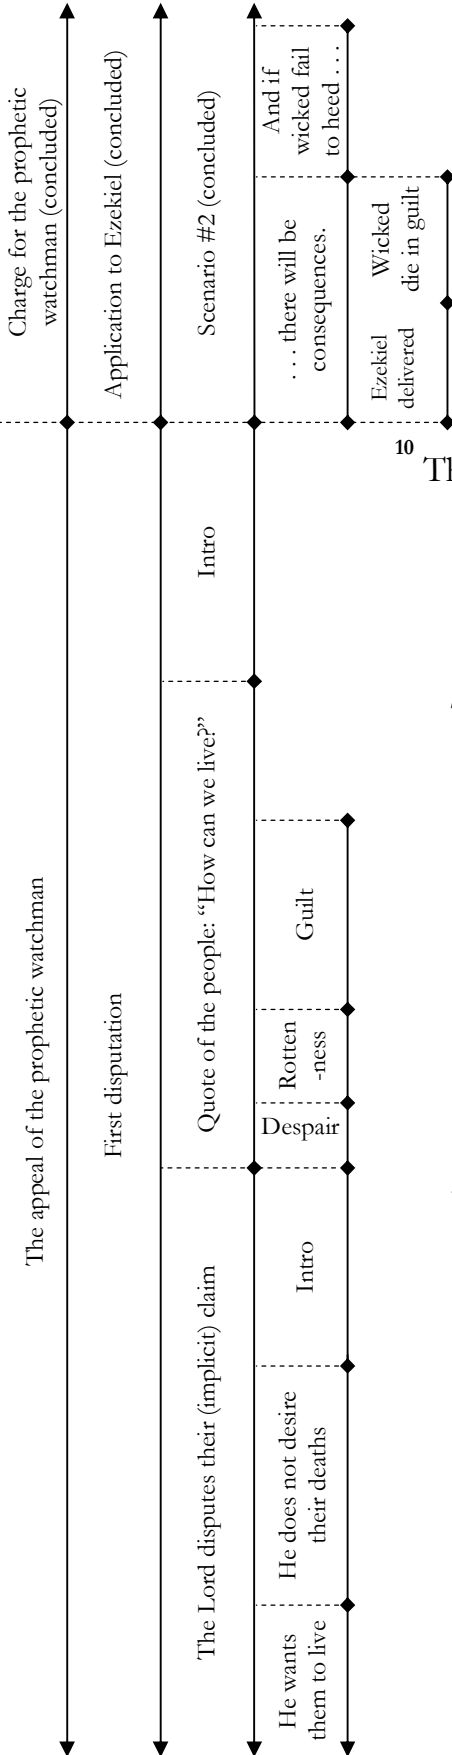 Charge for the prophetic
watchman (concluded)
Application to Ezekiel (concluded)
Scenario #2 (concluded)
And if
wicked fail
to heed . . .
. . . there will be
consequences.
Wicked
die in guilt
Ezekiel
delivered
10
Th
The appeal of the prophetic watchman
First disputation
Intro
Quote of the people: “How can we live?”
Guilt
Rotten
-ness
Despair
The Lord disputes their (implicit) claim
Intro
He does not desire
their deaths
He wants
them to live